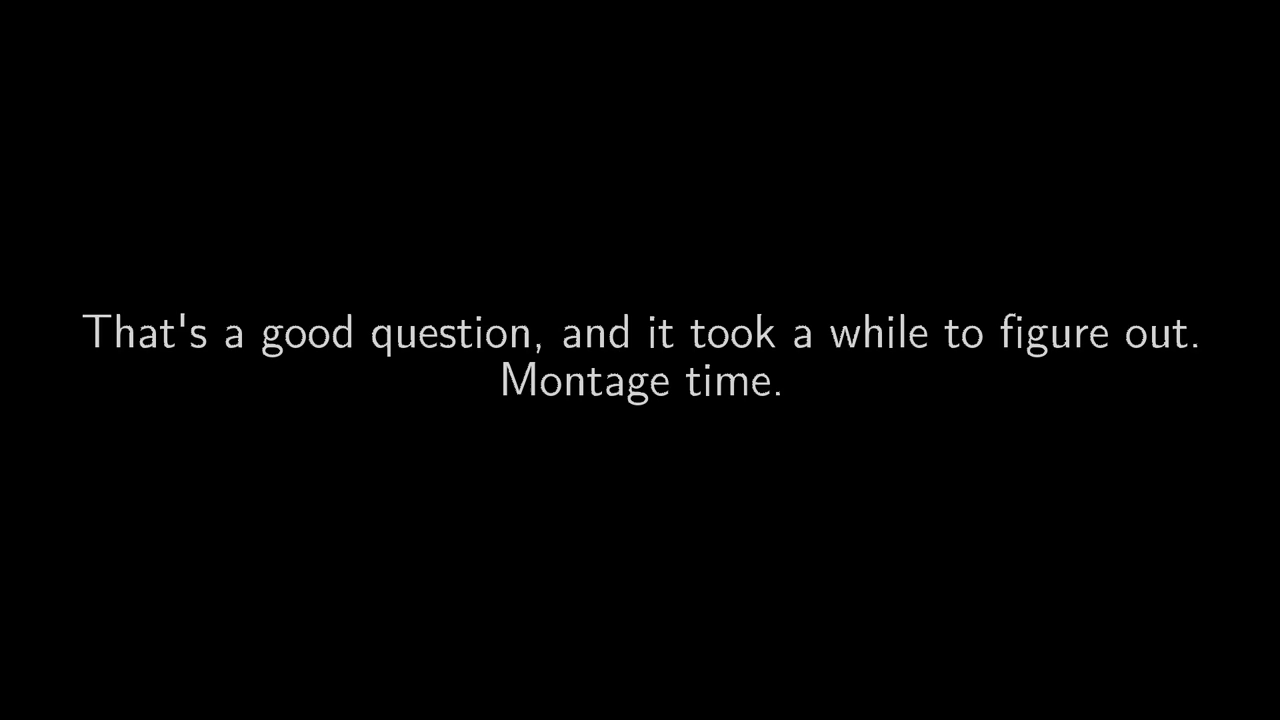 That's a good question, and it took a while to figure out.
Montage time.